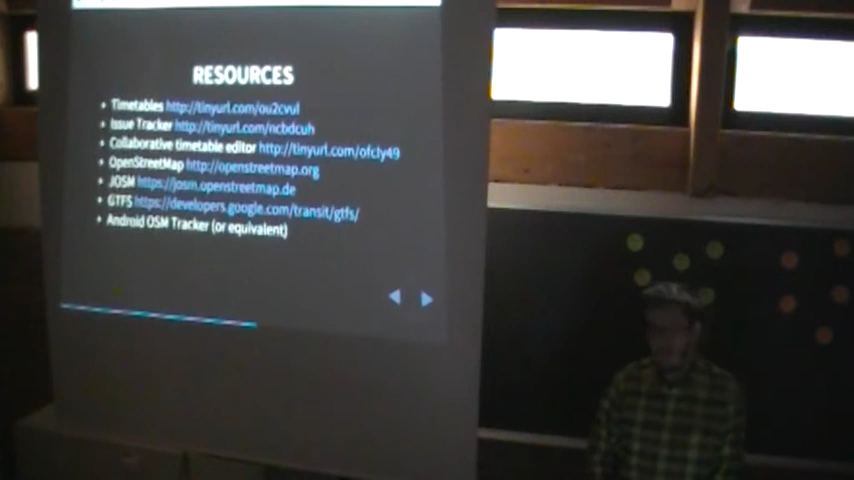 RESOURCES
• Timetables http://tinyurl.com/ou2cvul
• Issue Tracker http://tinyurl.com/ncbdcuh
• Collaborative timetable editor http://tinyurl.com/ofcly49
• OpenStreetMap http://openstreetmap.org
• JOSM https://josm.openstreetmap.de
• GTFS https://developers.google.com/transit/gtfs/
• Android OSM Tracker (or equivalent)